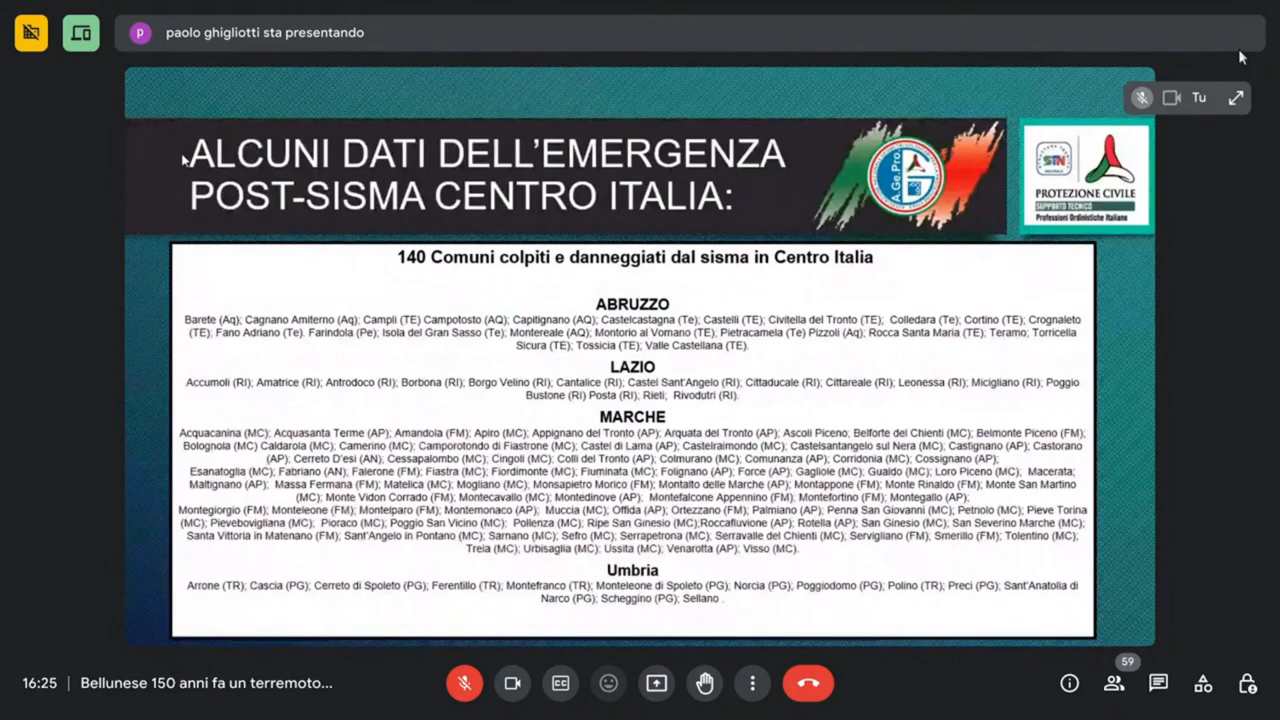 p paolo ghigliotti sta presentando
Tu
ALCUNI DATI DELL'EMERGENZA
POST-SISMA CENTRO ITALIA:
A.Ge.Pro.
STN
PROTEZIONE CIVILE
SUPPORTO TECNICO
Professioni Ordinistiche Italiane
140 Comuni colpiti e danneggiati dal sisma in Centro Italia
ABRUZZO
Barete (Aq); Cagnano Amiterno (Aq); Campli (TE) Campotosto (AQ); Capitignano (AQ); Castelcastagna (Te); Castelli (TE); Civitella del Tronto (TE); Colledara (Te); Cortino (TE); Crognaleto
(TE), Fano Adriano (Te). Farindola (Pe); Isola del Gran Sasso (Te); Montereale (AQ); Montorio al Vomano (TE), Pietracamela (Te) Pizzoli (Aq); Rocca Santa Maria (TE), Teramo; Torricella
Sicura (TE); Tossicia (TE); Valle Castellana (TE).
LAZIO
Accumoli (RI); Amatrice (RI); Antrodoco (RI); Borbona (RI); Borgo Velino (RI); Cantalice (RI); Castel Sant'Angelo (RI); Cittaducale (RI); Cittareale (RI); Leonessa (RI); Micigliano (RI); Poggio
Bustone (RI) Posta (RI); Rieti; Rivodutri (RI).
MARCHE
Acquacanina (MC); Acquasanta Terme (AP); Amandola (FM); Apiro (MC); Appignano del Tronto (AP); Arquata del Tronto (AP); Ascoli Piceno; Belforte del Chienti (MC); Belmonte Piceno (FM);
Bolognola (MC) Caldarola (MC); Camerino (MC); Camporotondo di Fiastrone (MC); Castel di Lama (AP); Castelraimondo (MC); Castelsantangelo sul Nera (MC); Castignano (AP); Castorano
(AP); Cerreto D'esi (AN); Cessapalombo (MC); Cingoli (MC); Colli del Tronto (AP); Colmurano (MC); Comunanza (AP); Corridonia (MC); Cossignano (AP);
Esanatoglia (MC); Fabriano (AN); Falerone (FM); Fiastra (MC); Fiordimonte (MC); Fiuminata (MC); Folignano (AP); Force (AP); Gagliole (MC); Gualdo (MC); Loro Piceno (MC); Macerata;
Maltignano (AP); Massa Fermana (FM); Matelica (MC); Mogliano (MC); Monsapietro Morico (FM); Montalto delle Marche (AP); Montappone (FM); Monte Rinaldo (FM); Monte San Martino
(MC); Monte Vidon Corrado (FM); Montecavallo (MC); Montedinove (AP); Montefalcone Appennino (FM); Montefortino (FM); Montegallo (AP);
Montegiorgio (FM); Monteleone (FM); Montelparo (FM); Montemonaco (AP); Muccia (MC); Offida (AP); Ortezzano (FM); Palmiano (AP); Penna San Giovanni (MC); Petriolo (MC); Pieve Torina
(MC); Pievebovigliana (MC); Pioraco (MC); Poggio San Vicino (MC); Pollenza (MC); Ripe San Ginesio (MC);Roccafluvione (AP); Rotella (AP); San Ginesio (MC), San Severino Marche (MC);
Santa Vittoria in Matenano (FM); Sant'Angelo in Pontano (MC); Sarnano (MC); Sefro (MC); Serrapetrona (MC); Serravalle del Chienti (MC); Servigliano (FM); Smerillo (FM); Tolentino (MC);
Treia (MC); Urbisaglia (MC); Ussita (MC); Venarotta (AP); Visso (MC).
Umbria
Arrone (TR); Cascia (PG); Cerreto di Spoleto (PG); Ferentillo (TR); Montefranco (TR); Monteleone di Spoleto (PG); Norcia (PG); Poggiodomo (PG); Polino (TR); Preci (PG); Sant'Anatolia di
Narco (PG); Scheggino (PG); Sellano .
16:25 | Bellunese 150 anni fa un terremoto...
CC
59